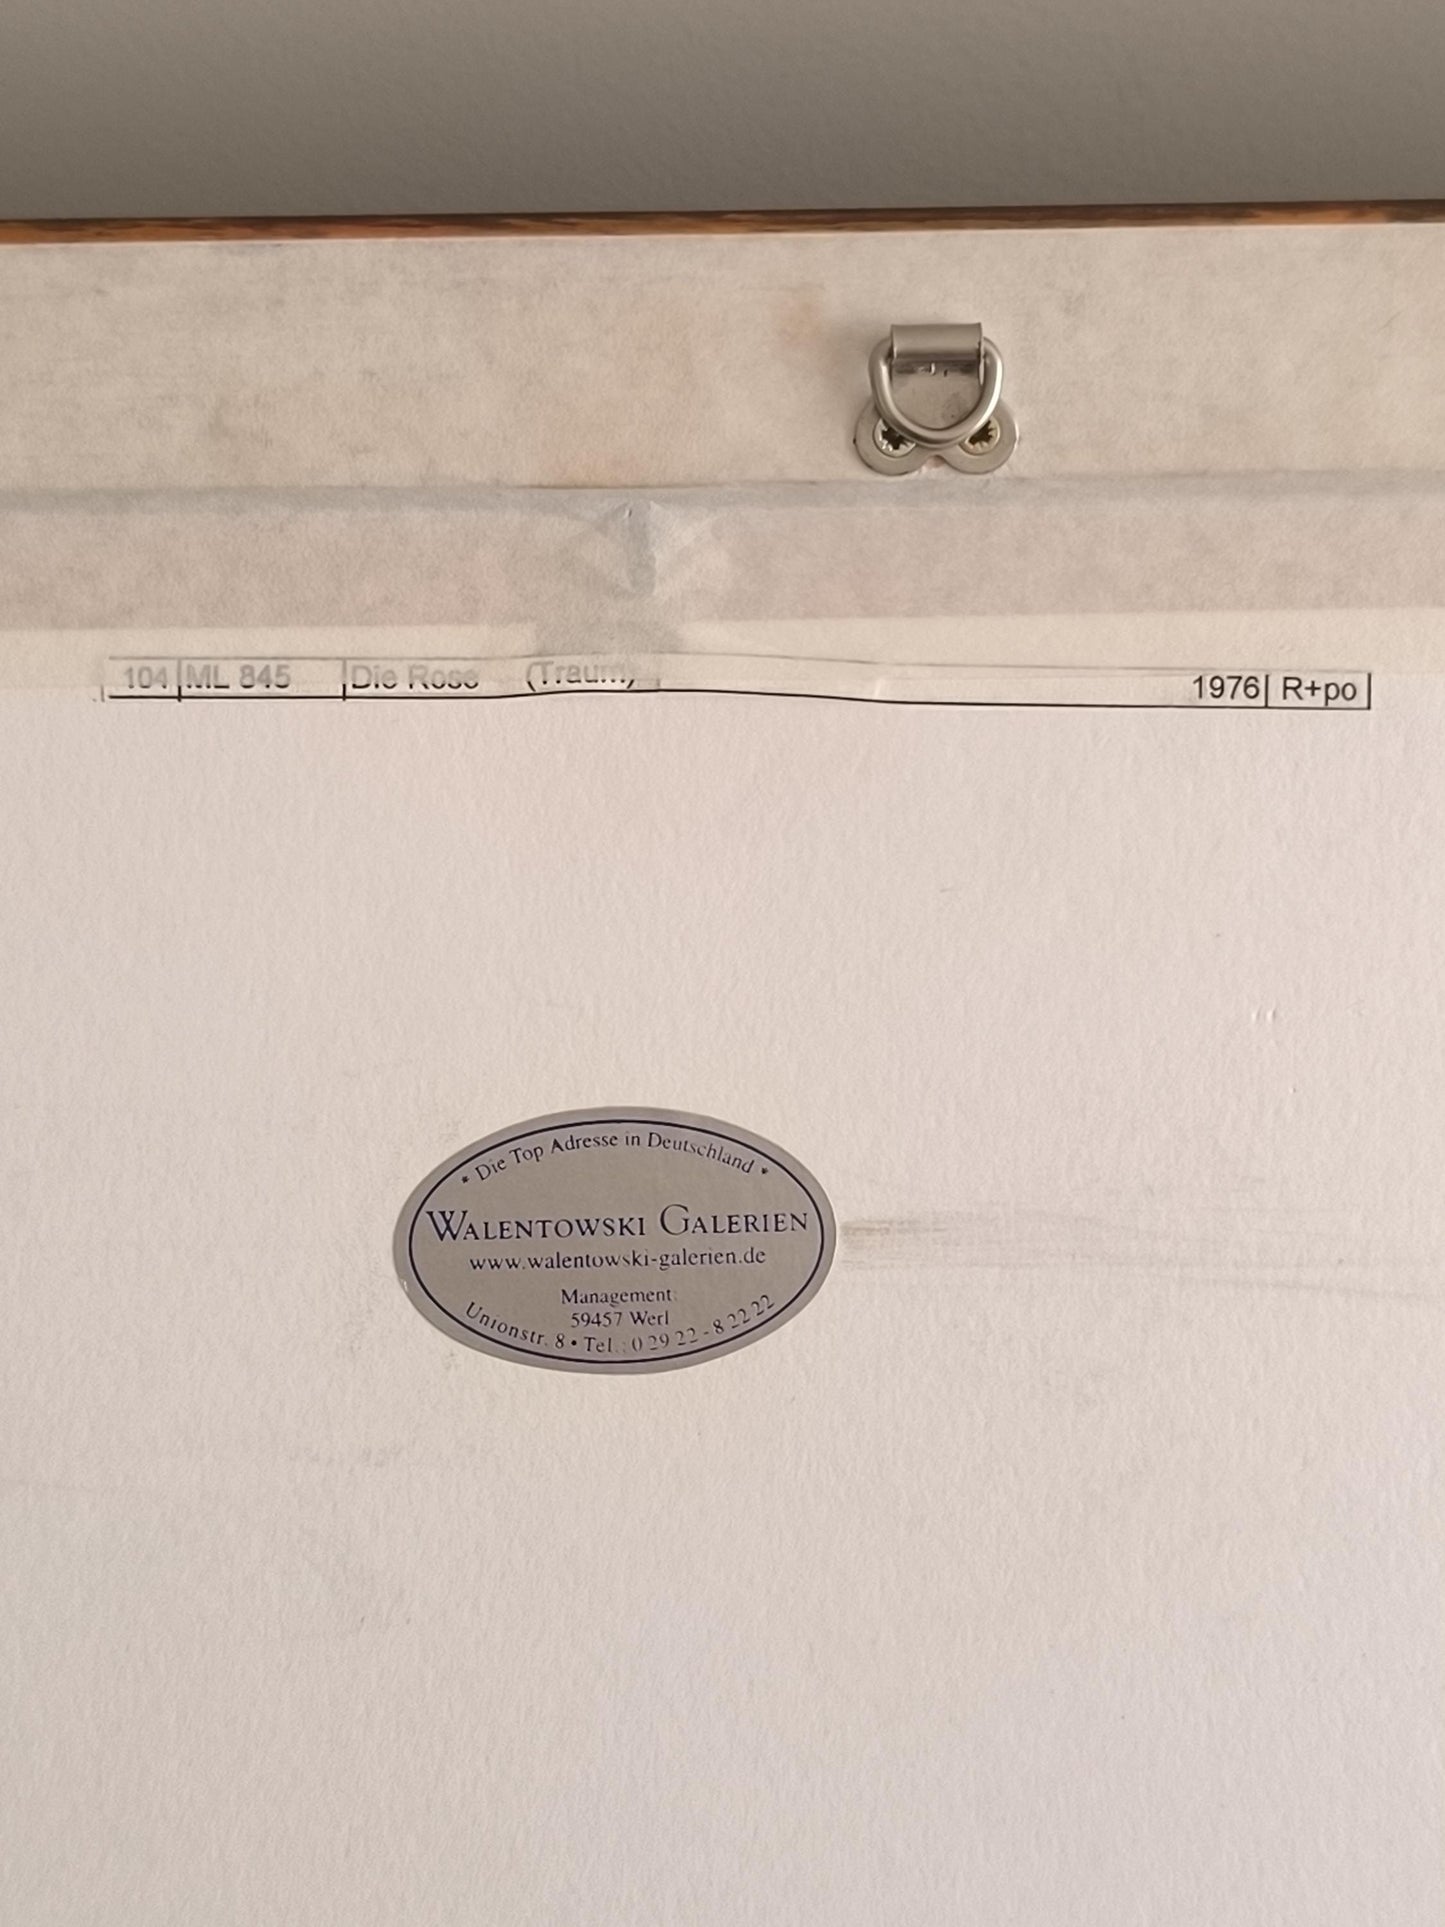 104 ML 845 Die Rose (Traum) 1976 R+po
* Die Top Adresse in Deutschland *
WALENTOWSKI GALERIEN
www.walentowski-galerien.de
Management:
59457 Werl
Unionstr. 8 • Tel.: 0 29 22 - 8 22 22